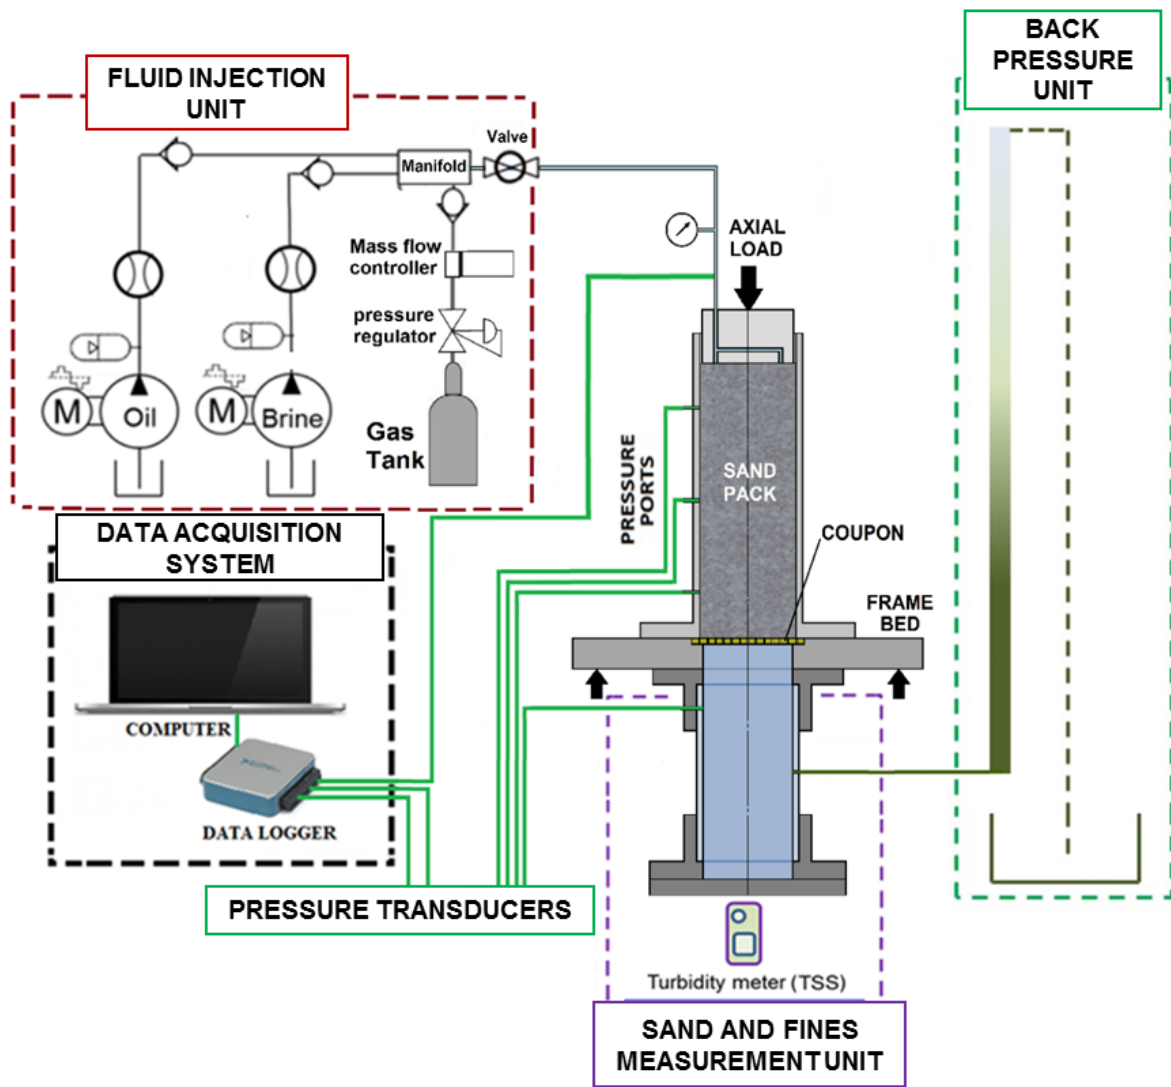 BACK
PRESSURE
UNIT
FLUID INJECTION
UNIT
Valve
Manifold
Mass flow
controller
pressure
regulator
AXIAL
LOAD
M
Oil
M
Brine
Gas
Tank
PRESSURE
PORTS
SAND
PACK
COUPON
DATA ACQUISITION
SYSTEM
FRAME
BED
COMPUTER
DATA LOGGER
PRESSURE TRANSDUCERS
Turbidity meter (TSS)
SAND AND FINES
MEASUREMENT UNIT